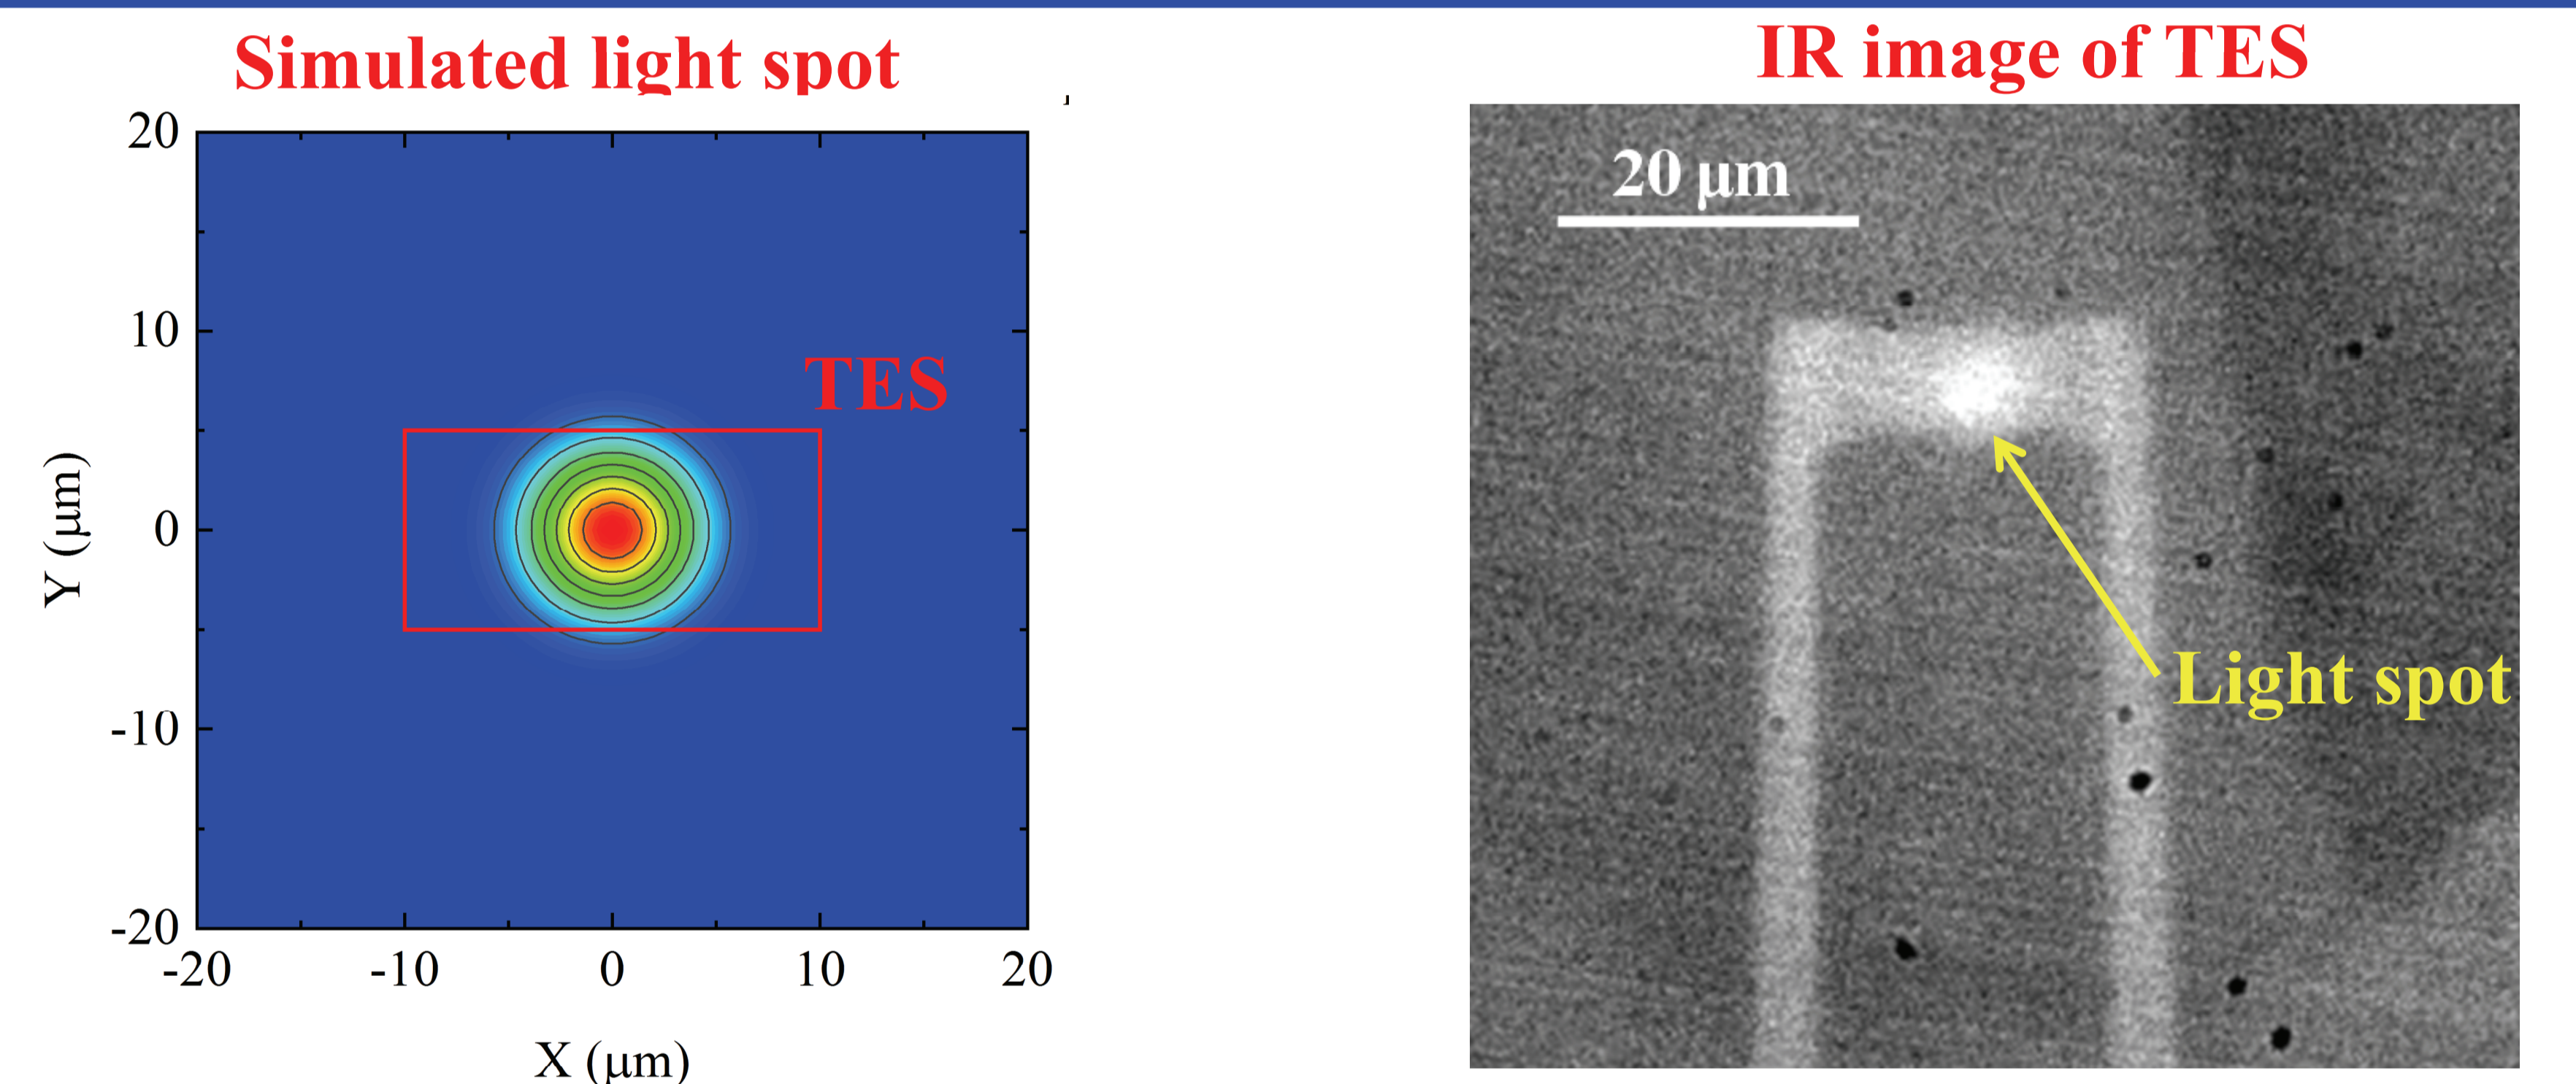 Simulated light spot
20
10
0
-10
-20
-20
-10
0
10
20
Y (μm)
X (μm)
TES
IR image of TES
20 μm
Light spot